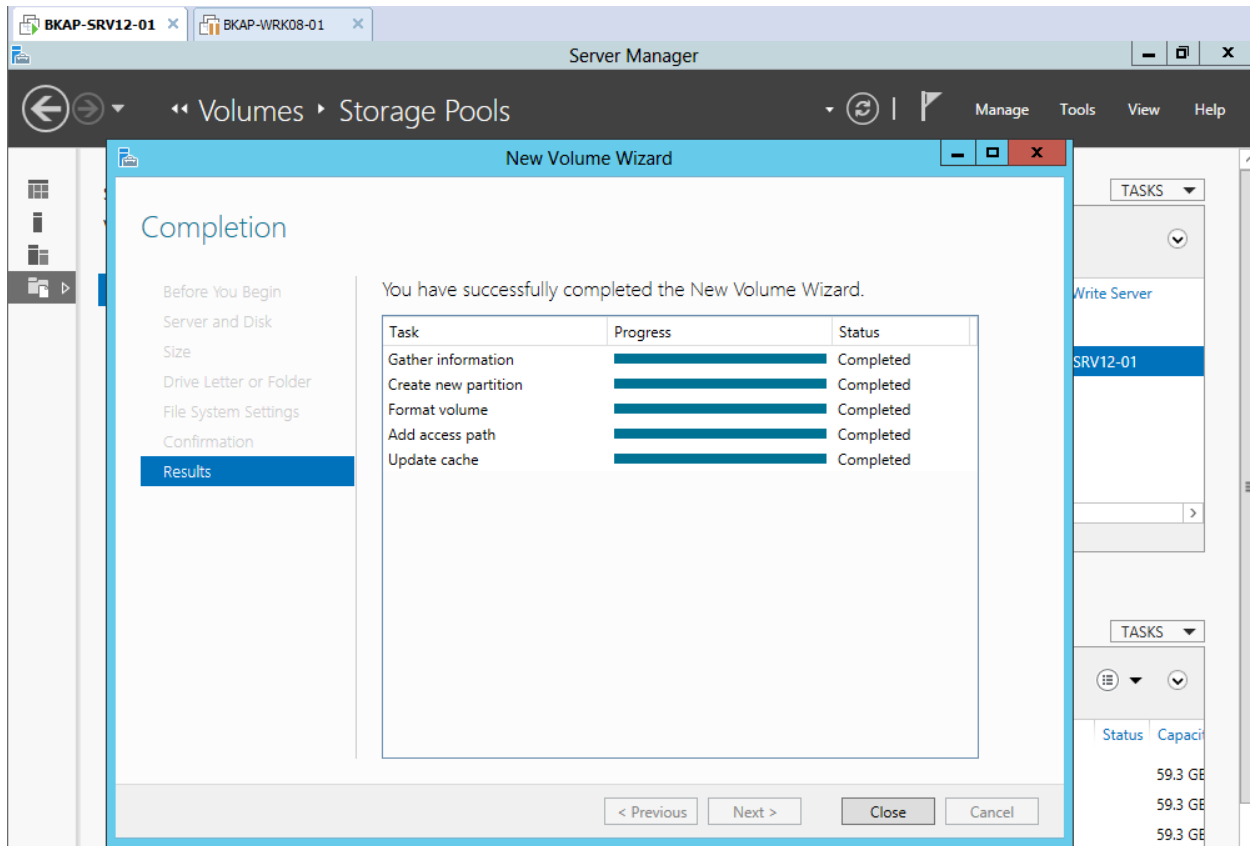 BKAP-SRV12-01 BKAP-WRK08-01
Server Manager
Volumes Storage Pools Manage Tools View Help
New Volume Wizard
TASKS
Completion
Before You Begin
Server and Disk
Size
Drive Letter or Folder
File System Settings
Confirmation
Results
You have successfully completed the New Volume Wizard.
Task Progress Status
Gather information Completed
Create new partition Completed
Format volume Completed
Add access path Completed
Update cache Completed
Write Server
SRV12-01
TASKS
Status Capacit
59.3 GB
59.3 GB
59.3 GB
< Previous Next > Close Cancel